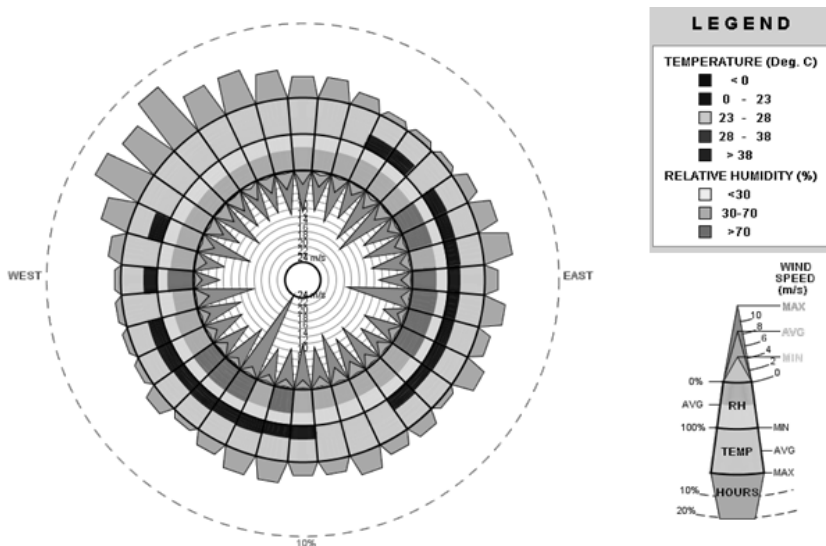 WEST
EAST
24 m/s
24 m/s
10%
LEGEND
TEMPERATURE (Deg. C)
< 0
0 - 23
23 - 28
28 - 38
> 38
RELATIVE HUMIDITY (%)
<30
30-70
>70
WIND
SPEED
(m/s)
MAX
10
8
AVG
6
4
MIN
2
0
0%
AVG
RH
100%
MIN
TEMP
AVG
MAX
HOURS
10%
20%